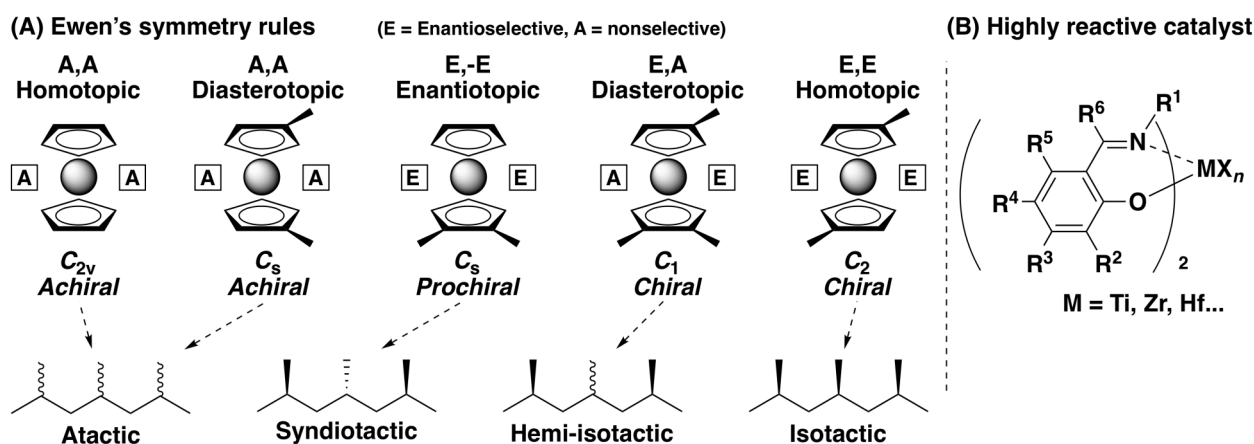 (A) Ewen's symmetry rules
(E = Enantioselective, A = nonselective)
(B) Highly reactive catalyst
A,A
Homotopic
A,A
Diasterotopic
E,-E
Enantiotopic
E,A
Diasterotopic
E,E
Homotopic
A
A
A
A
E
E
A
E
E
E
C2v
Achiral
Cs
Achiral
Cs
Prochiral
C1
Chiral
C2
Chiral
Atactic
Syndiotactic
Hemi-isotactic
Isotactic
R6
R1
R5
N
R4
MXn
O
R3
R2
2
M = Ti, Zr, Hf...